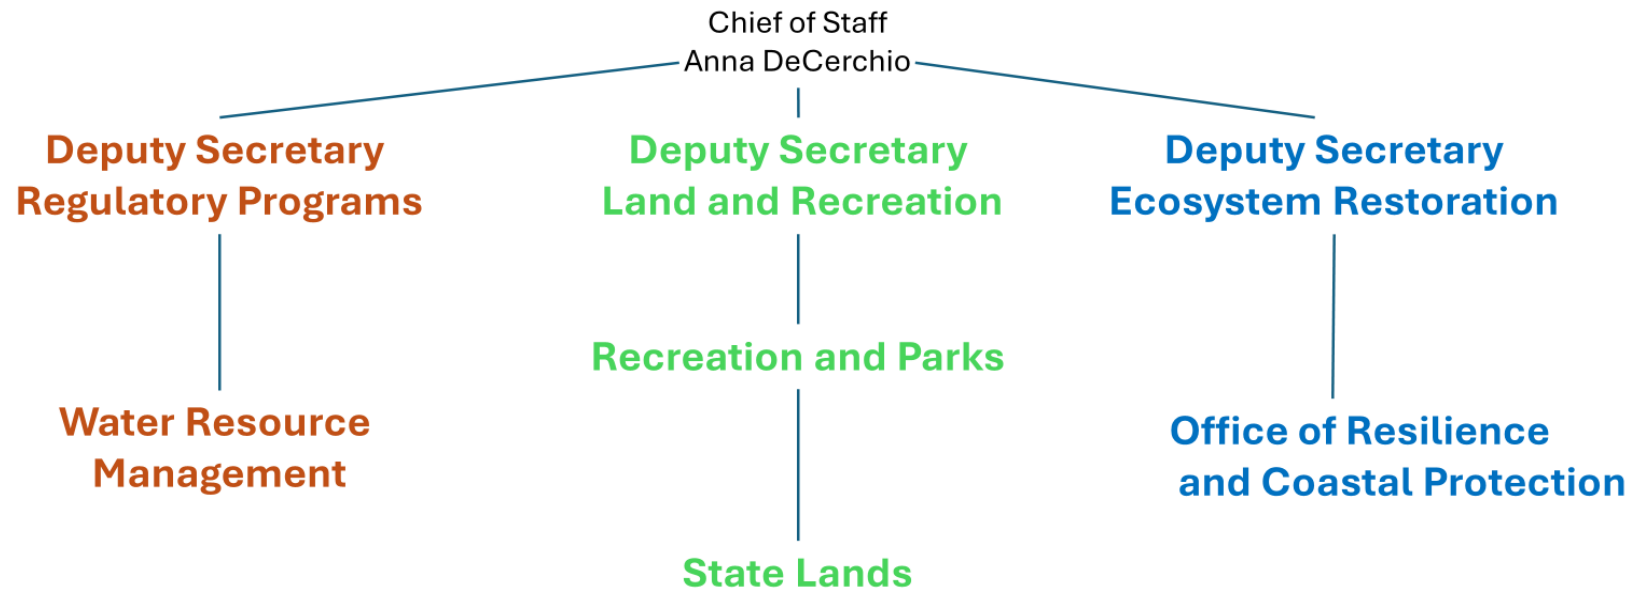 Chief of Staff
Anna DeCerchio
Deputy Secretary
Regulatory Programs
Deputy Secretary
Land and Recreation
Deputy Secretary
Ecosystem Restoration
Recreation and Parks
Water Resource
Management
Office of Resilience
and Coastal Protection
State Lands